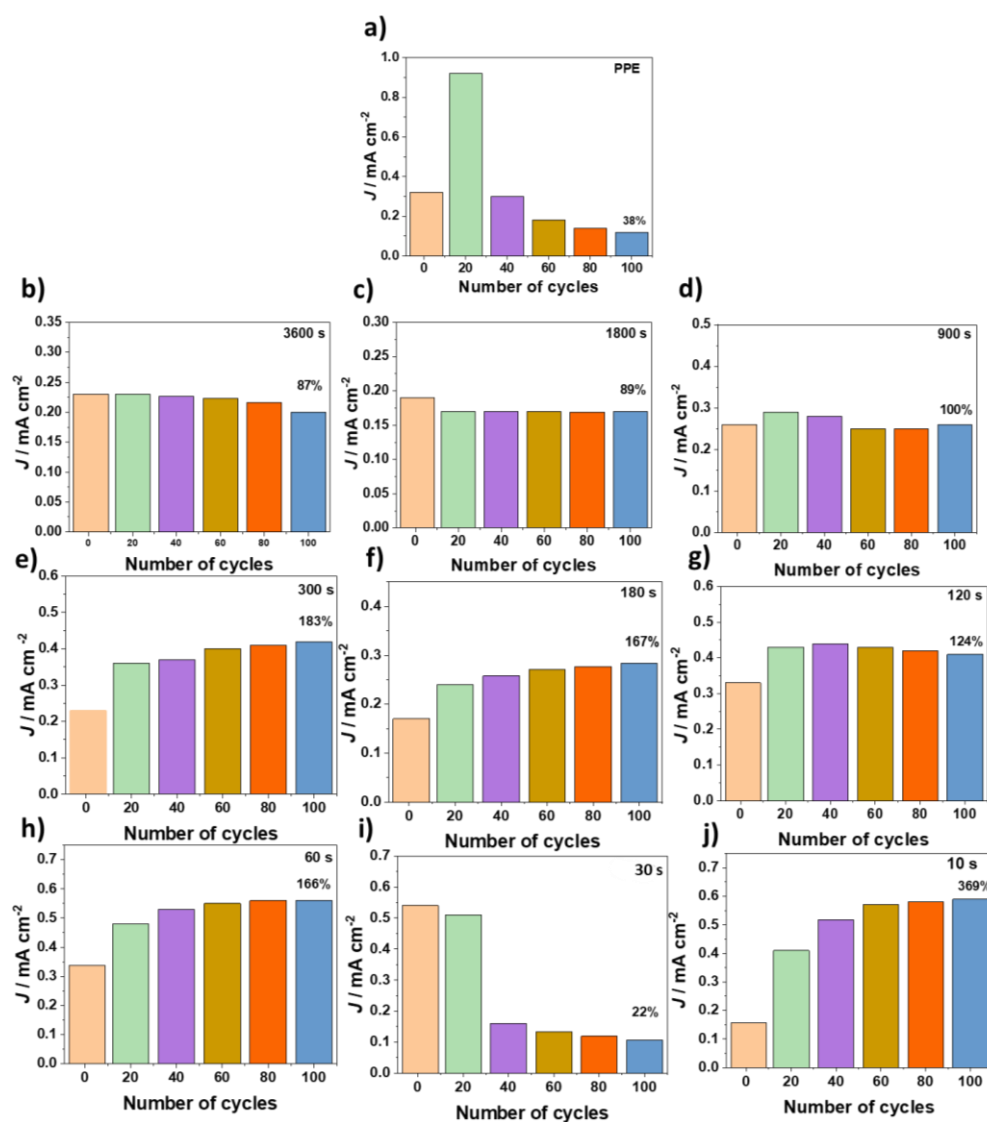 a)
PPE
1.0
0.8
0.6
0.4
0.2
0.0
J / mA cm⁻²
38%
0 20 40 60 80 100
Number of cycles
b)
3600 s
87%
0.35
0.30
0.25
0.20
0.15
0.10
0.05
0.00
J / mA cm⁻²
0 20 40 60 80 100
Number of cycles
c)
1800 s
89%
0.30
0.25
0.20
0.15
0.10
0.05
0.00
J / mA cm⁻²
0 20 40 60 80 100
Number of cycles
d)
900 s
100%
0.5
0.4
0.3
0.2
0.1
0.0
J / mA cm⁻²
0 20 40 60 80 100
Number of cycles
e)
300 s
183%
0.6
0.5
0.4
0.3
0.2
0.1
0.0
J / mA cm⁻²
0 20 40 60 80 100
Number of cycles
f)
180 s
167%
0.4
0.3
0.2
0.1
0.0
J / mA cm⁻²
0 20 40 60 80 100
Number of cycles
g)
120 s
124%
0.6
0.5
0.4
0.3
0.2
0.1
0.0
J / mA cm⁻²
0 20 40 60 80 100
Number of cycles
h)
60 s
166%
0.7
0.6
0.5
0.4
0.3
0.2
0.1
0.0
J / mA cm⁻²
0 20 40 60 80 100
Number of cycles
i)
30 s
22%
0.7
0.6
0.5
0.4
0.3
0.2
0.1
0.0
J / mA cm⁻²
0 20 40 60 80 100
Number of cycles
j)
10 s
369%
0.7
0.6
0.5
0.4
0.3
0.2
0.1
0.0
J / mA cm⁻²
0 20 40 60 80 100
Number of cycles